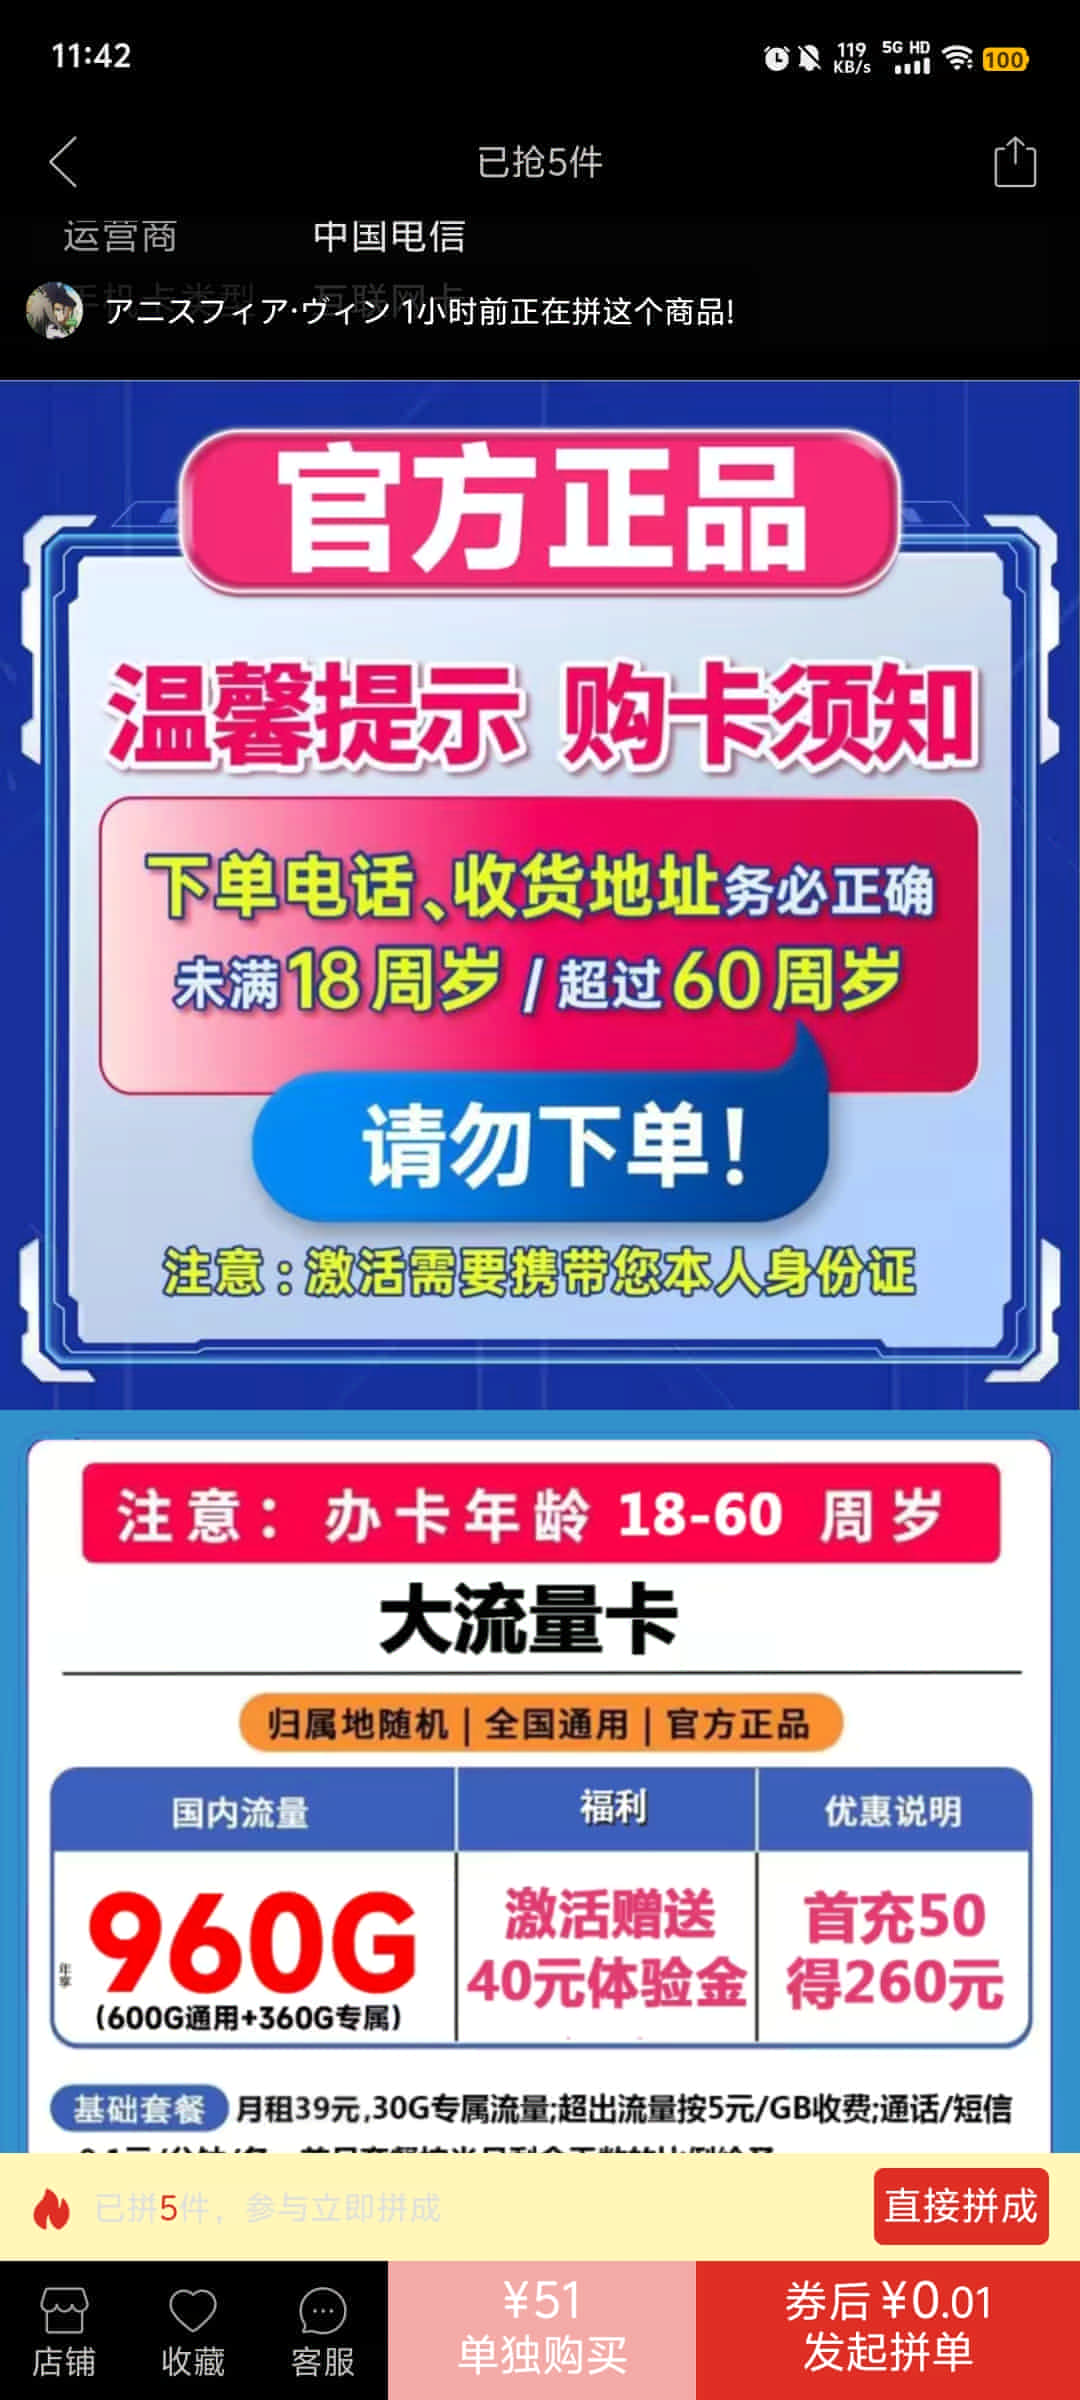 11:42
119
KB/s
5G HD
100
已抢5件
运营商
中国电信
手机卡类型
互联网卡
アニスフィア·ヴィン 1小时前正在拼这个商品!
官方正品
温馨提示 购卡须知
下单电话、收货地址务必正确
未满18周岁 / 超过60周岁
请勿下单!
注意:激活需要携带您本人身份证
注意: 办卡年龄 18-60 周岁
大流量卡
归属地随机 | 全国通用 | 官方正品
国内流量
福利
优惠说明
年享
960G
(600G通用+360G专属)
激活赠送
40元体验金
首充50
得260元
基础套餐
月租39元,30G专属流量;超出流量按5元/GB收费;通话/短信
已拼5件，参与立即拼成
直接拼成
店铺
收藏
客服
¥51
单独购买
券后¥0.01
发起拼单